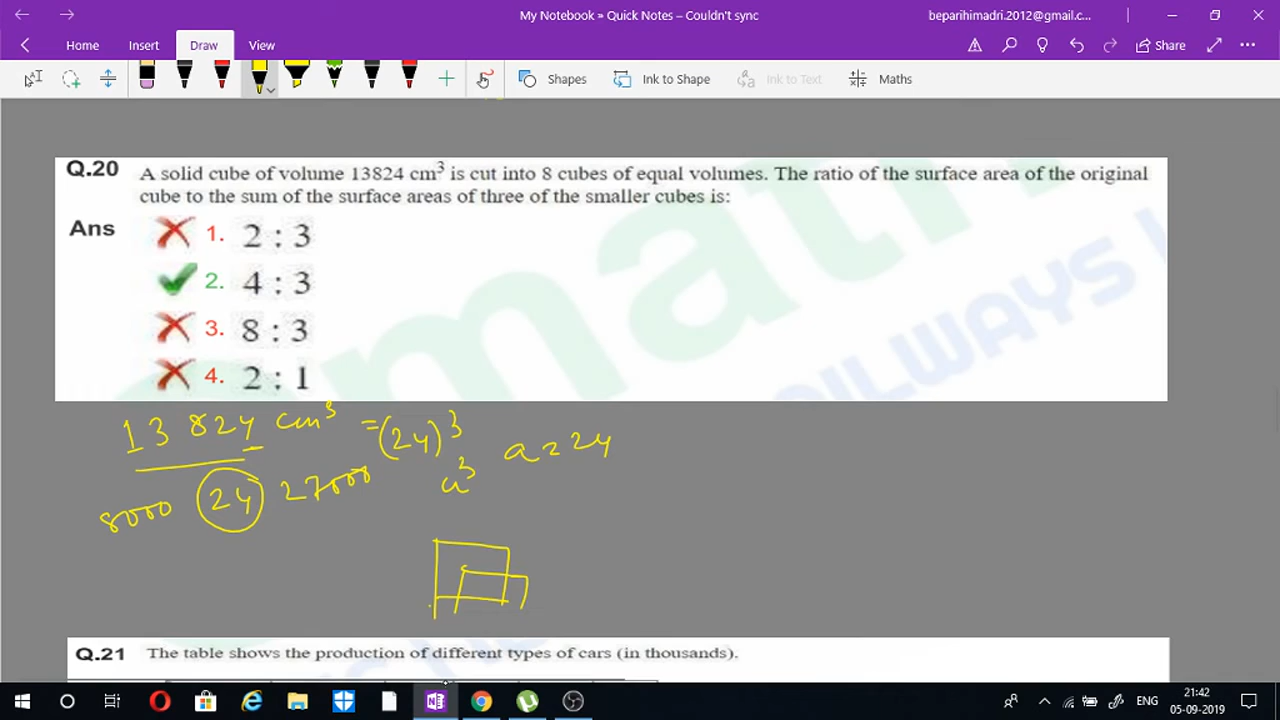 My Notebook » Quick Notes – Couldn't sync
beparihimadri.2012@gmail.c...
Home Insert Draw View
Share
Shapes Ink to Shape Ink to Text Maths
Q.20 A solid cube of volume 13824 cm³ is cut into 8 cubes of equal volumes. The ratio of the surface area of the original
cube to the sum of the surface areas of three of the smaller cubes is:
Ans 1. 2 : 3
2. 4 : 3
3. 8 : 3
4. 2 : 1
13824 cm³ = (24)³
a³ a = 24
8000 24 27000
Q.21 The table shows the production of different types of cars (in thousands).
ENG
21:42
05-09-2019